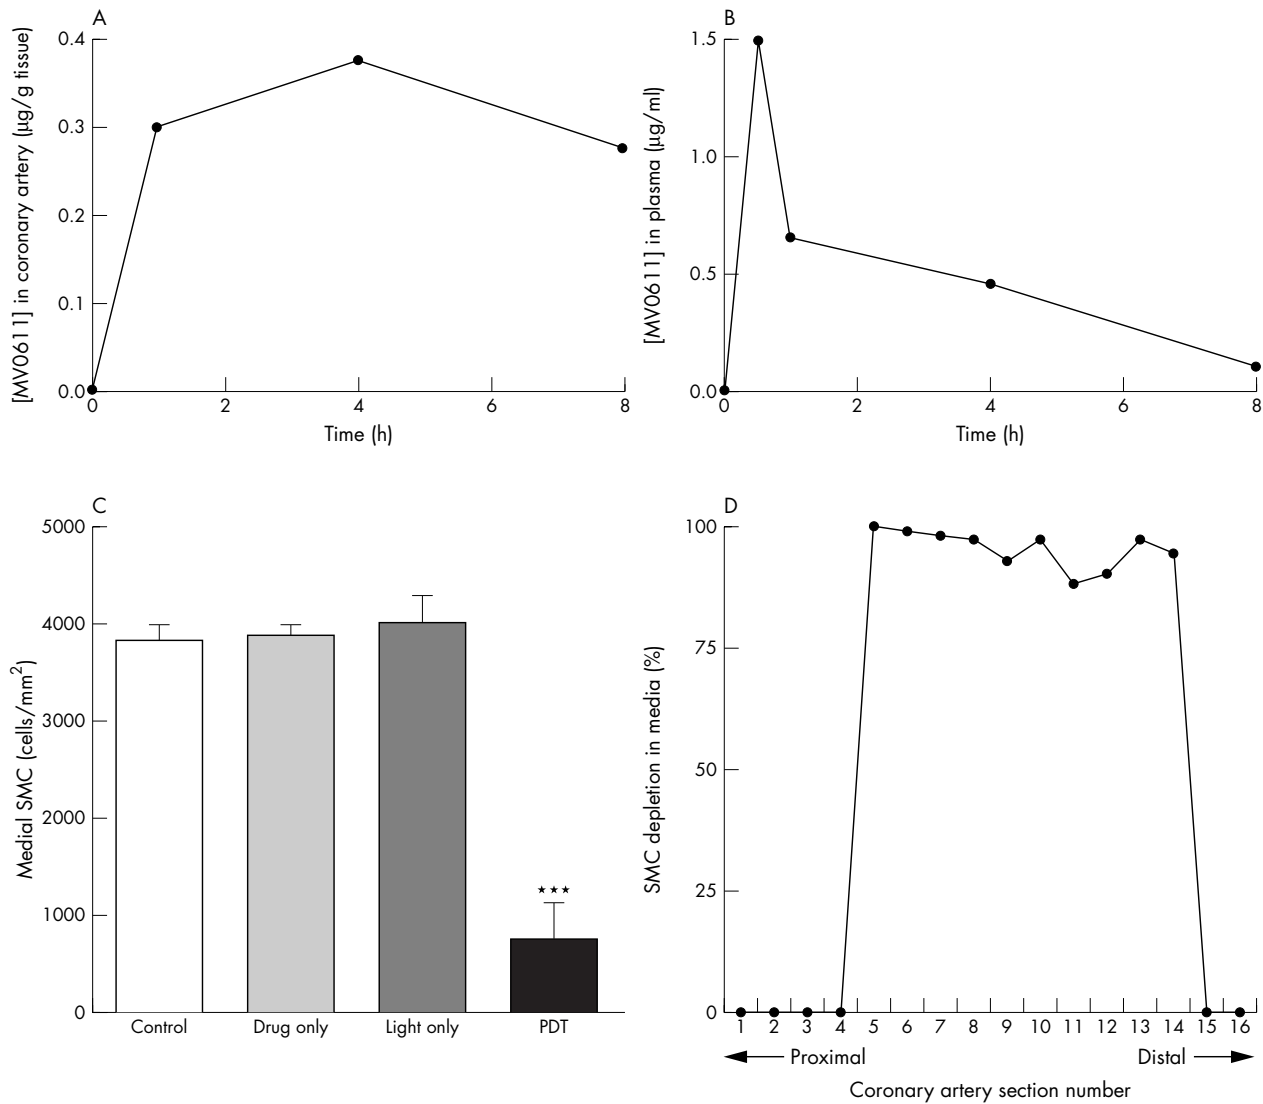 A
[MV0611] in coronary artery (μg/g tissue)
0.4
0.3
0.2
0.1
0.0
0 2 4 6 8
Time (h)
B
[MV0611] in plasma (μg/ml)
1.5
1.0
0.5
0.0
0 2 4 6 8
Time (h)
C
Medial SMC (cells/mm²)
5000
4000
3000
2000
1000
0
★★★
Control Drug only Light only PDT
D
SMC depletion in media (%)
100
75
50
25
0
1 2 3 4 5 6 7 8 9 10 11 12 13 14 15 16
Proximal Distal
Coronary artery section number